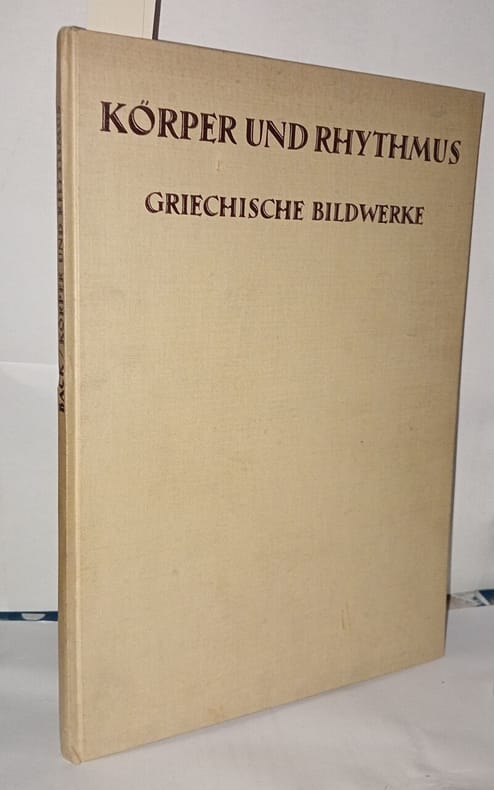 KÖRPER UND RHYTHMUS
GRIECHISCHE BILDWERKE
BACK / KÖRPER UND RHYTHMUS